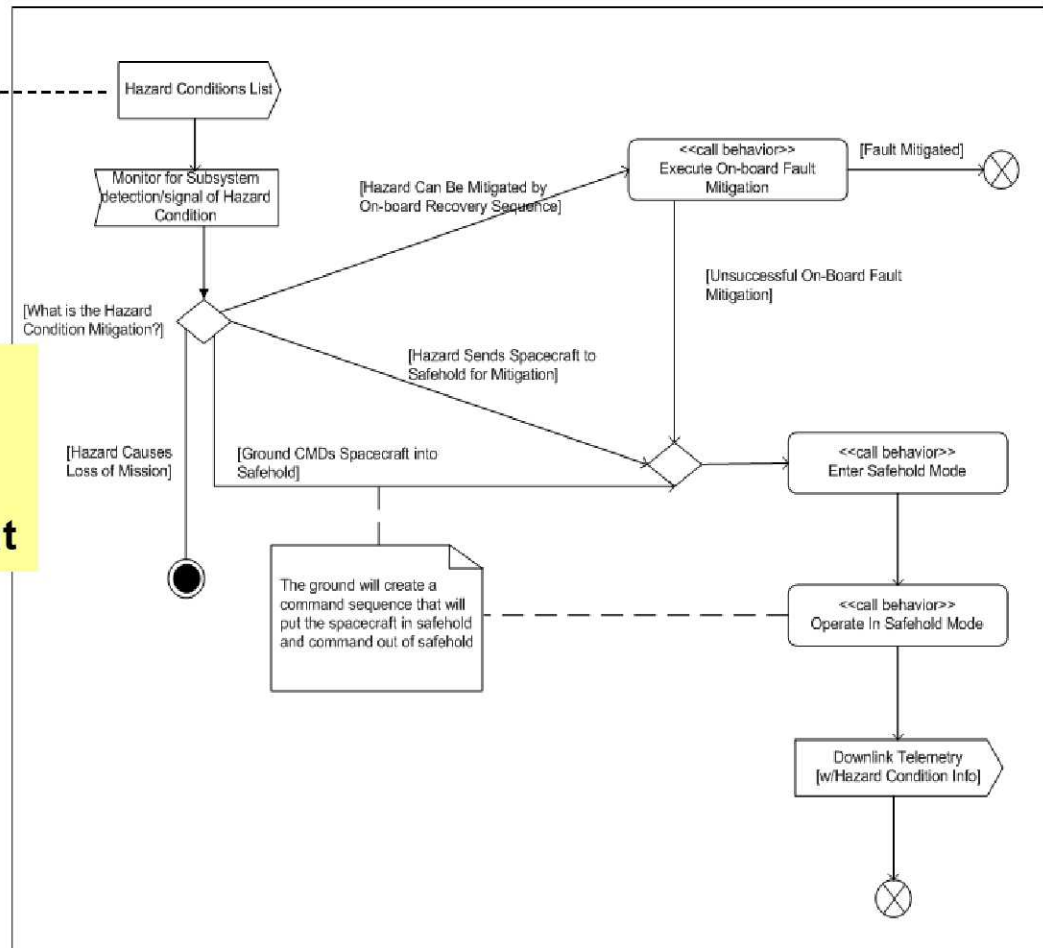 Hazard Conditions List
Monitor for Subsystem
detection/signal of Hazard
Condition
[What is the Hazard
Condition Mitigation?]
[Hazard Can Be Mitigated by
On-board Recovery Sequence]
<<call behavior>>
Execute On-board Fault
Mitigation
[Fault Mitigated]
[Unsuccessful On-Board Fault
Mitigation]
[Hazard Sends Spacecraft to
Safehold for Mitigation]
[Hazard Causes
Loss of Mission]
[Ground CMDs Spacecraft into
Safehold]
<<call behavior>>
Enter Safehold Mode
t
The ground will create a
command sequence that will
put the spacecraft in safehold
and command out of safehold
<<call behavior>>
Operate In Safehold Mode
Downlink Telemetry
[w/Hazard Condition Info]